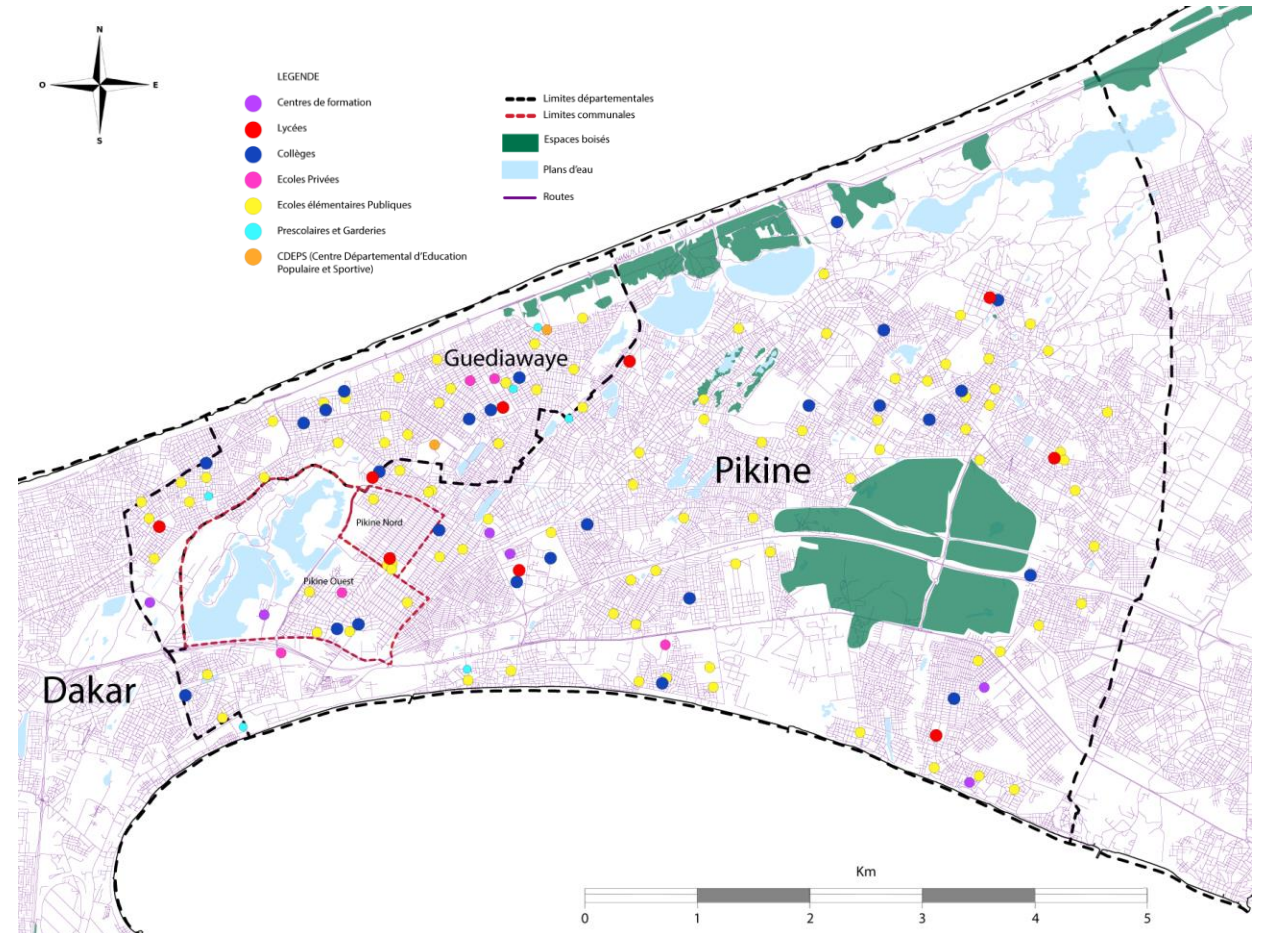 N
O
E
S
LEGENDE
Centres de formation
Lycées
Collèges
Ecoles Privées
Ecoles élémentaires Publiques
Prescolaires et Garderies
CDEPS (Centre Départemental d'Education
Populaire et Sportive)
Limites départementales
Limites communales
Espaces boisés
Plans d'eau
Routes
Guediawaye
Pikine
Pikine Nord
Pikine Ouest
Dakar
Km
0 1 2 3 4 5